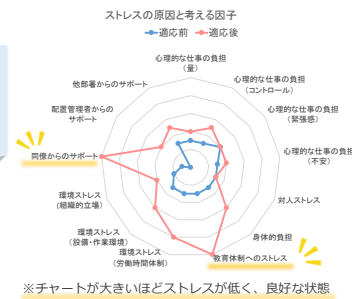 ストレスの原因と考える因子
適応前 適応後
心理的な仕事の負担
（量）
心理的な仕事の負担
（コントロール）
心理的な仕事の負担
（緊張感）
心理的な仕事の負担
（不安）
対人ストレス
身体的負担
教育体制へのストレス
環境ストレス
（労働時間体制）
環境ストレス
（設備・作業環境）
環境ストレス
（組織的立場）
同僚からのサポート
配置管理者からの
サポート
他部署からのサポート
※チャートが大きいほどストレスが低く、良好な状態